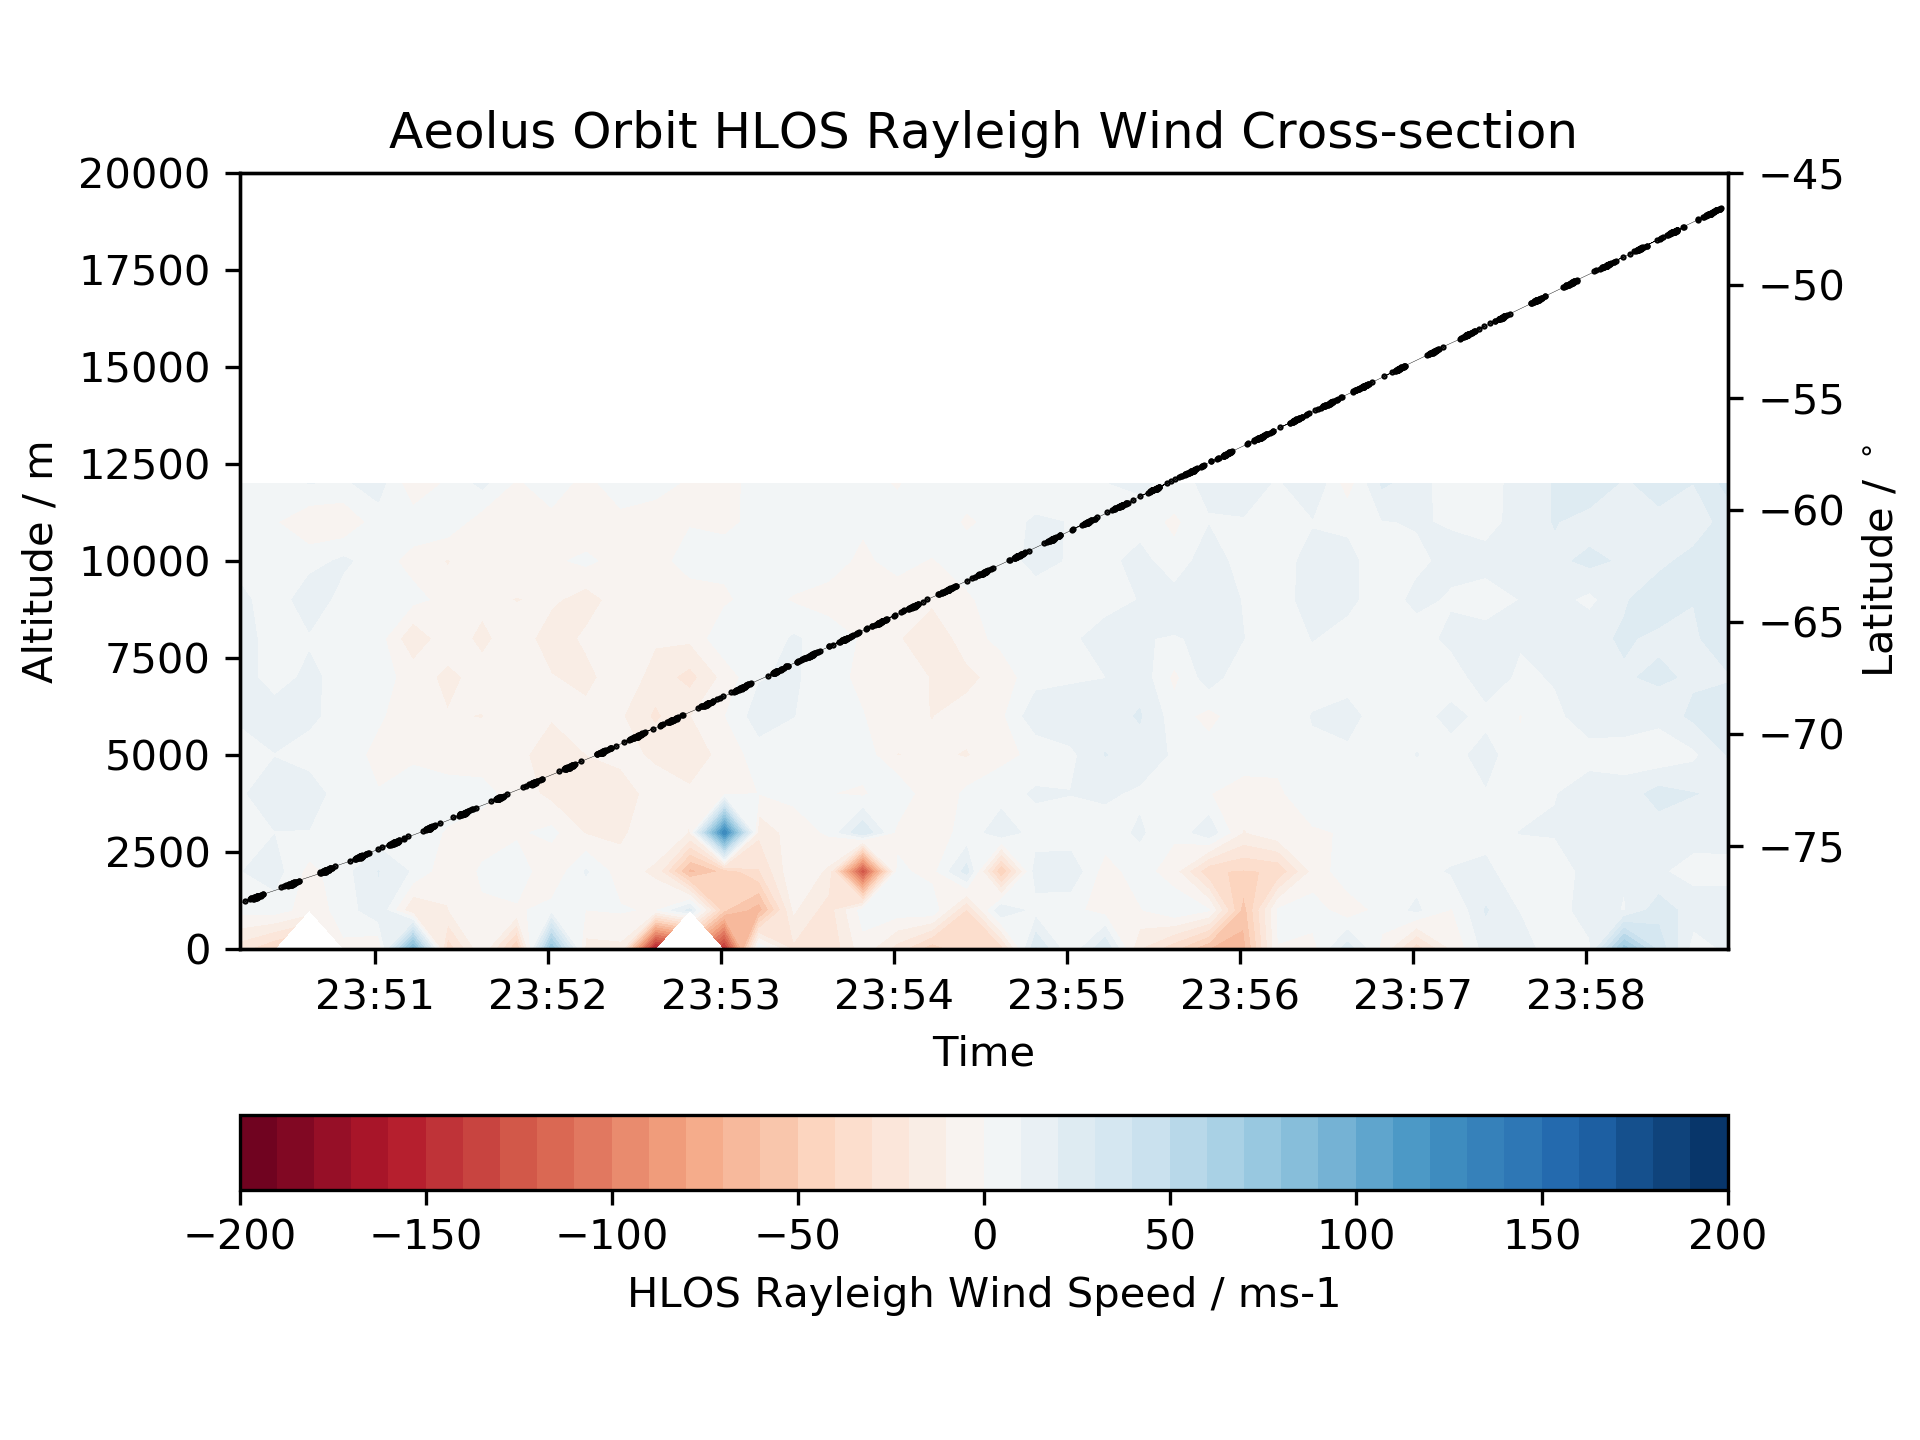 Aeolus Orbit HLOS Rayleigh Wind Cross-section
20000
17500
15000
12500
10000
7500
5000
2500
0
Altitude / m
−45
−50
−55
−60
−65
−70
−75
Latitude / °
23:51 23:52 23:53 23:54 23:55 23:56 23:57 23:58
Time
−200 −150 −100 −50 0 50 100 150 200
HLOS Rayleigh Wind Speed / ms-1